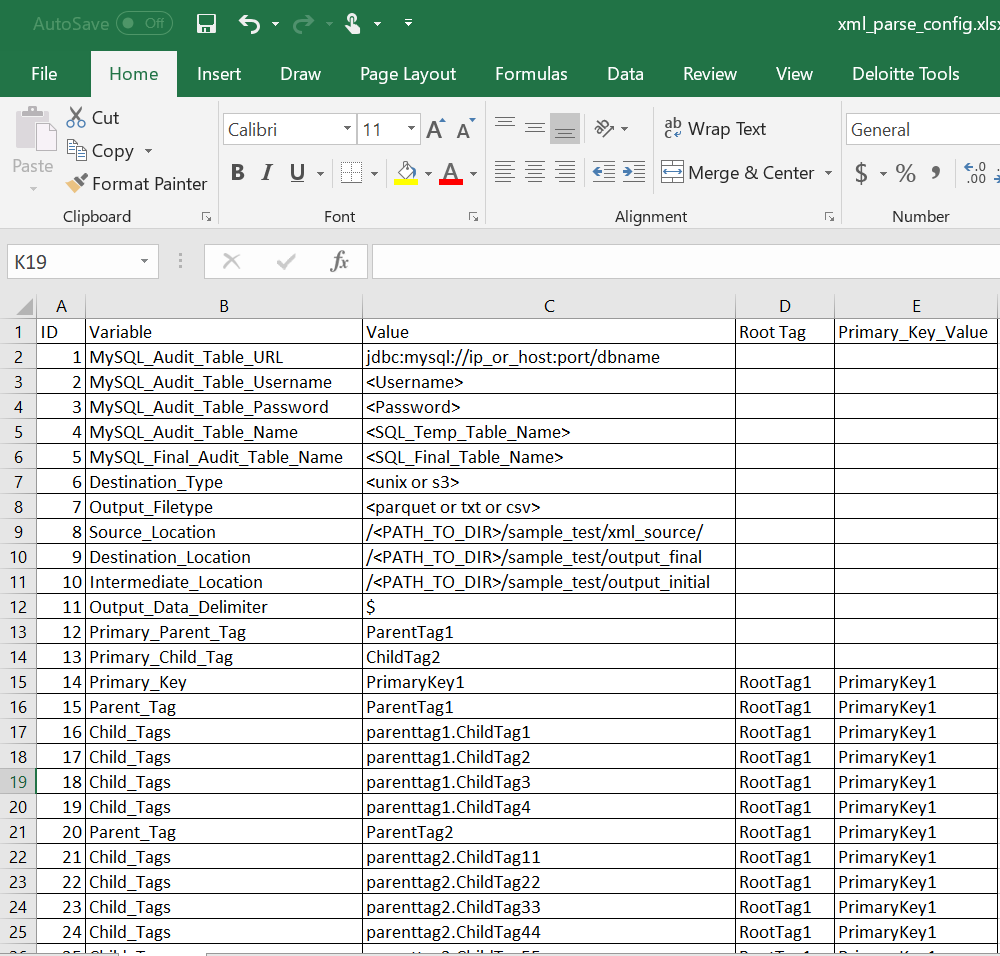 AutoSave Off xml_parse_config.xls
File Home Insert Draw Page Layout Formulas Data Review View Deloitte Tools
Paste Cut Copy Format Painter
Calibri 11 A A
B I U A
ab c Wrap Text
Merge & Center
General
$ % , .00
Clipboard Font Alignment Number
K19 fx
A B C D E
1 ID Variable Value Root Tag Primary_Key_Value
2 1 MySQL_Audit_Table_URL jdbc:mysql://ip_or_host:port/dbname
3 2 MySQL_Audit_Table_Username <Username>
4 3 MySQL_Audit_Table_Password <Password>
5 4 MySQL_Audit_Table_Name <SQL_Temp_Table_Name>
6 5 MySQL_Final_Audit_Table_Name <SQL_Final_Table_Name>
7 6 Destination_Type <unix or s3>
8 7 Output_Filetype <parquet or txt or csv>
9 8 Source_Location /<PATH_TO_DIR>/sample_test/xml_source/
10 9 Destination_Location /<PATH_TO_DIR>/sample_test/output_final
11 10 Intermediate_Location /<PATH_TO_DIR>/sample_test/output_initial
12 11 Output_Data_Delimiter $
13 12 Primary_Parent_Tag ParentTag1
14 13 Primary_Child_Tag ChildTag2
15 14 Primary_Key PrimaryKey1 RootTag1 PrimaryKey1
16 15 Parent_Tag ParentTag1 RootTag1 PrimaryKey1
17 16 Child_Tags parenttag1.ChildTag1 RootTag1 PrimaryKey1
18 17 Child_Tags parenttag1.ChildTag2 RootTag1 PrimaryKey1
19 18 Child_Tags parenttag1.ChildTag3 RootTag1 PrimaryKey1
20 19 Child_Tags parenttag1.ChildTag4 RootTag1 PrimaryKey1
21 20 Parent_Tag ParentTag2 RootTag1 PrimaryKey1
22 21 Child_Tags parenttag2.ChildTag11 RootTag1 PrimaryKey1
23 22 Child_Tags parenttag2.ChildTag22 RootTag1 PrimaryKey1
24 23 Child_Tags parenttag2.ChildTag33 RootTag1 PrimaryKey1
25 24 Child_Tags parenttag2.ChildTag44 RootTag1 PrimaryKey1